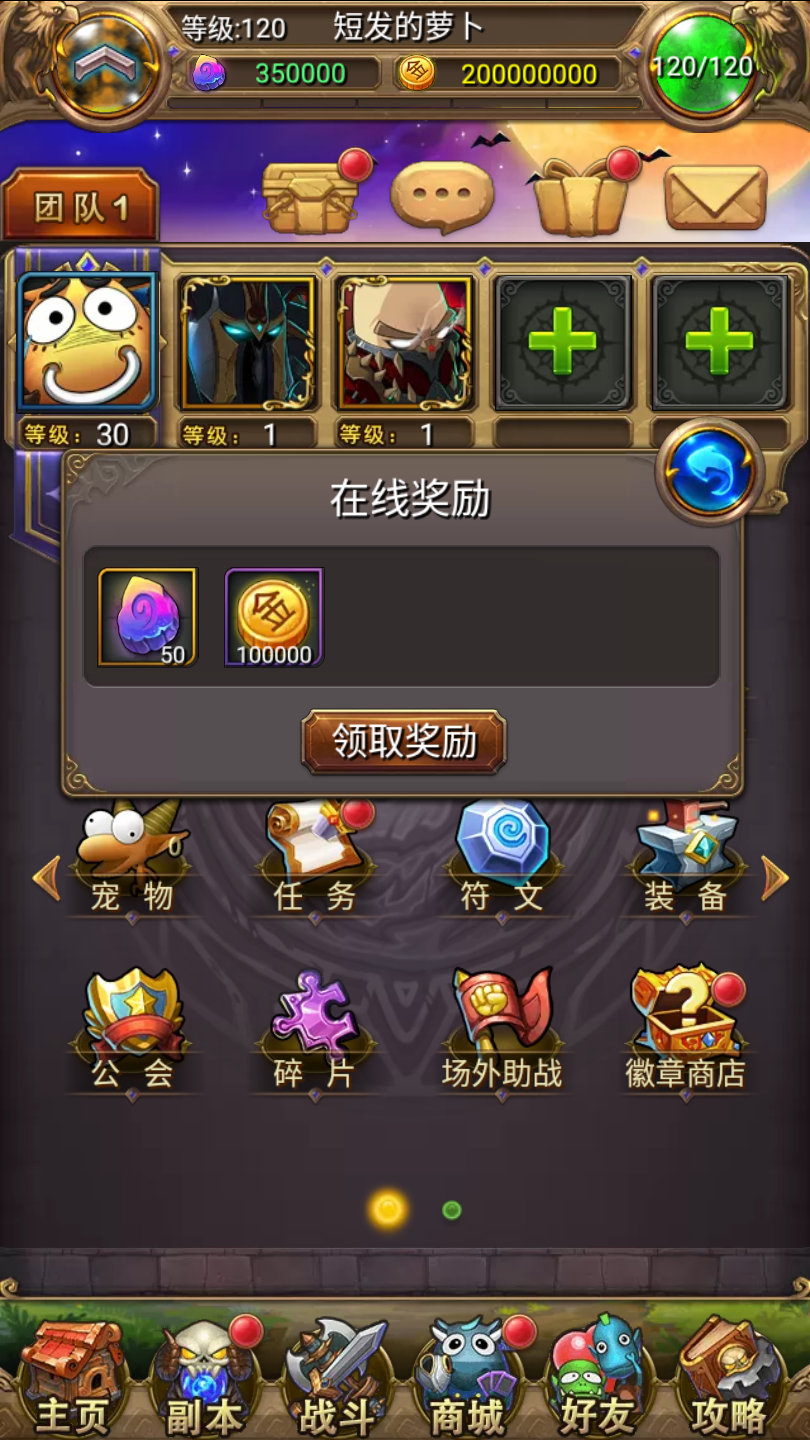 等级:120 短发的萝卜
350000 金 200000000
120/120
团队1
等级： 30 等级： 1 等级： 1
在线奖励
50 金 100000
领取奖励
宠物 任务 符文 装备
公会 碎片 场外助战 徽章商店
主页 副本 战斗 商城 好友 攻略